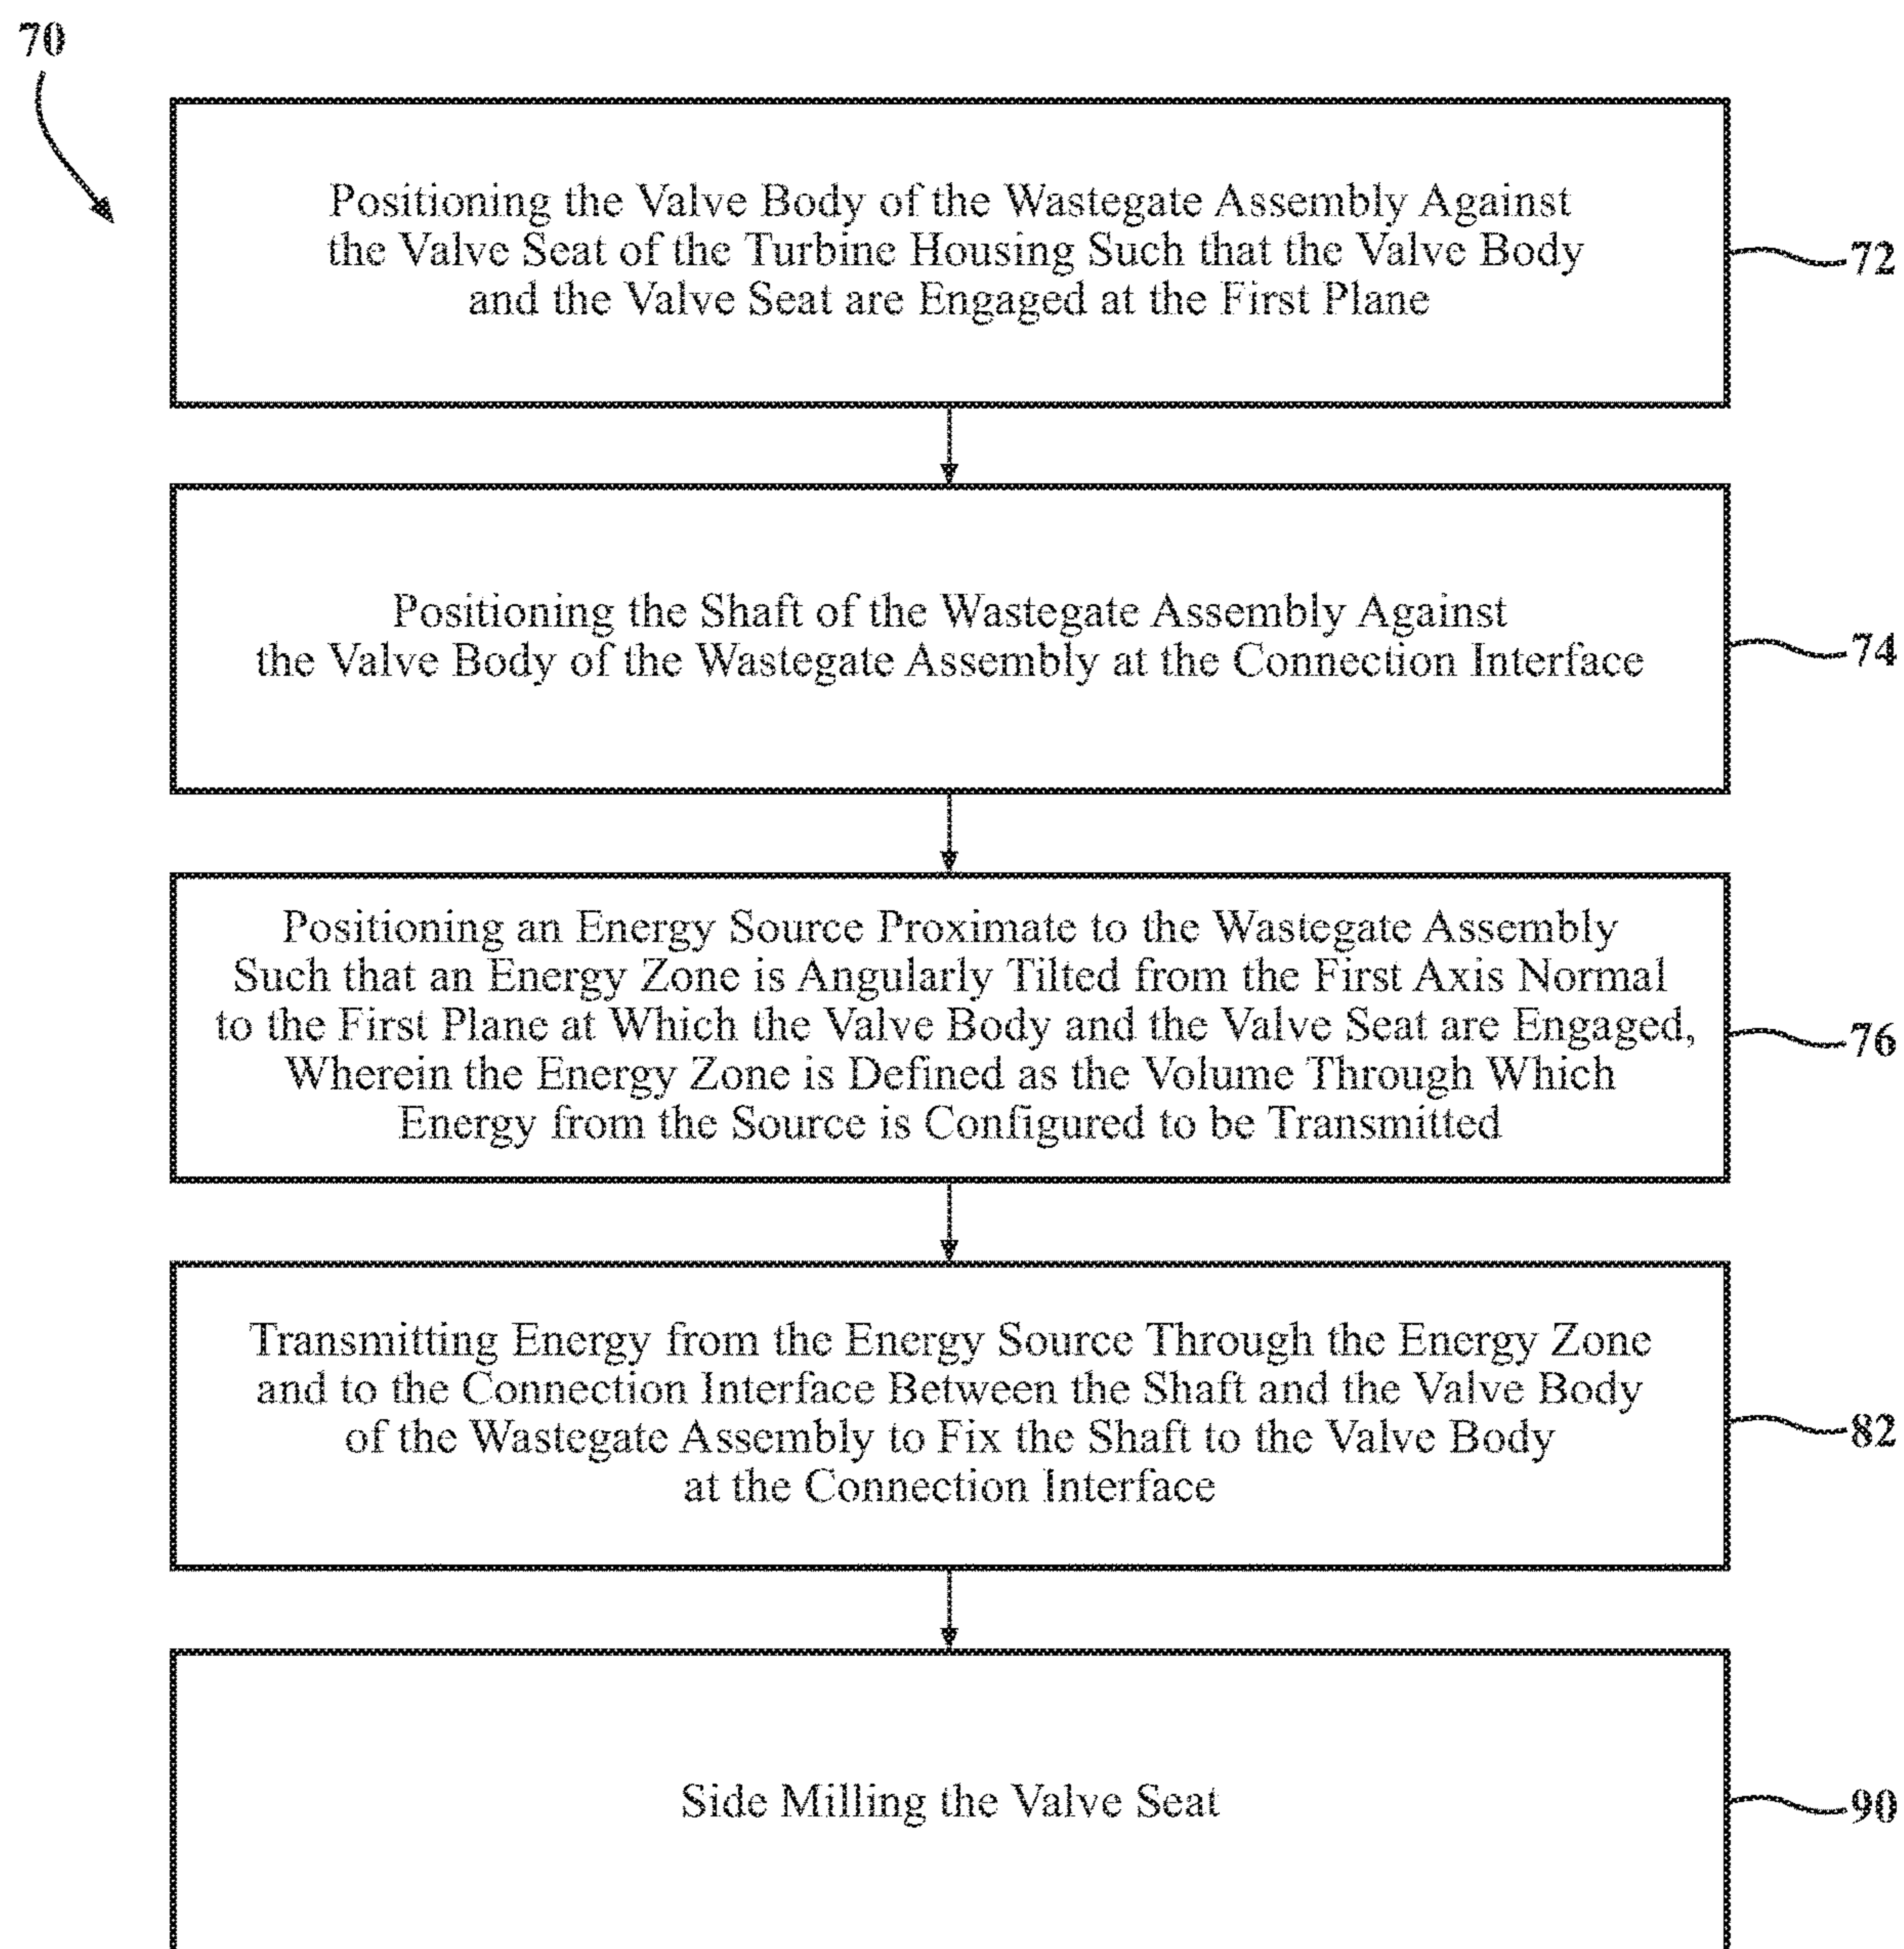 70
Positioning the Valve Body of the Wastegate Assembly Against
the Valve Seat of the Turbine Housing Such that the Valve Body
and the Valve Seat are Engaged at the First Plane
72
Positioning the Shaft of the Wastegate Assembly Against
the Valve Body of the Wastegate Assembly at the Connection Interface
74
Positioning an Energy Source Proximate to the Wastegate Assembly
Such that an Energy Zone is Angularly Tilted from the First Axis Normal
to the First Plane at Which the Valve Body and the Valve Seat are Engaged,
Wherein the Energy Zone is Defined as the Volume Through Which
Energy from the Source is Configured to be Transmitted
76
Transmitting Energy from the Energy Source Through the Energy Zone
and to the Connection Interface Between the Shaft and the Valve Body
of the Wastegate Assembly to Fix the Shaft to the Valve Body
at the Connection Interface
82
Side Milling the Valve Seat
90